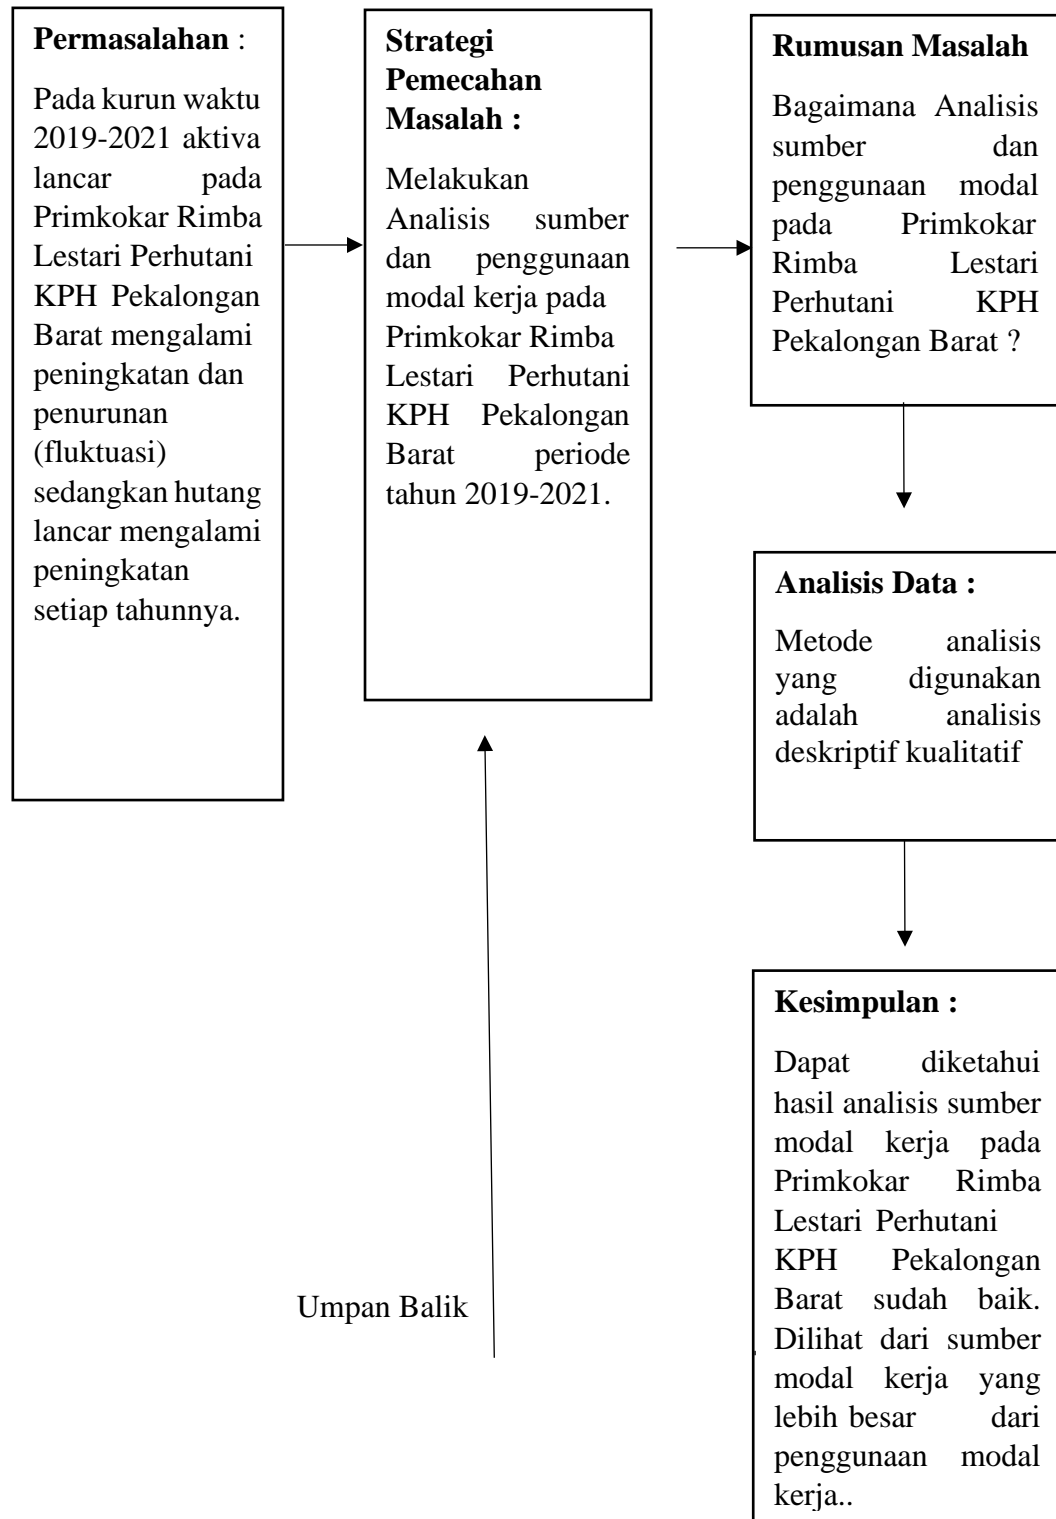 Permasalahan :
Pada kurun waktu
2019-2021 aktiva
lancar pada
Primkokar Rimba
Lestari Perhutani
KPH Pekalongan
Barat mengalami
peningkatan dan
penurunan
(fluktuasi)
sedangkan hutang
lancar mengalami
peningkatan
setiap tahunnya.
Strategi
Pemecahan
Masalah :
Melakukan
Analisis sumber
dan penggunaan
modal kerja pada
Primkokar Rimba
Lestari Perhutani
KPH Pekalongan
Barat periode
tahun 2019-2021.
Rumusan Masalah
Bagaimana Analisis
sumber dan
penggunaan modal
pada Primkokar
Rimba Lestari
Perhutani KPH
Pekalongan Barat ?
Analisis Data :
Metode analisis
yang digunakan
adalah analisis
deskriptif kualitatif
Kesimpulan :
Dapat diketahui
hasil analisis sumber
modal kerja pada
Primkokar Rimba
Lestari Perhutani
KPH Pekalongan
Barat sudah baik.
Dilihat dari sumber
modal kerja yang
lebih besar dari
penggunaan modal
kerja..
Umpan Balik